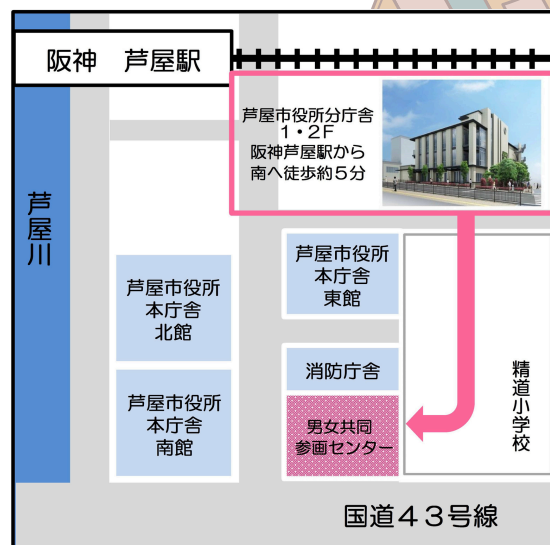 阪神　芦屋駅
芦屋市役所分庁舎
１・２F
阪神芦屋駅から
南へ徒歩約５分
芦屋川
芦屋市役所
本庁舎
東館
芦屋市役所
本庁舎
北館
消防庁舎
芦屋市役所
本庁舎
南館
男女共同
参画センター
精道小学校
国道４３号線